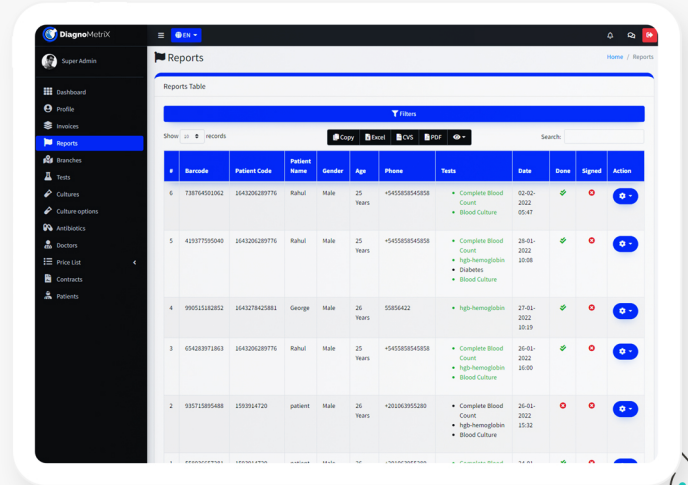 DiagnoMetriX
EN
Super Admin
Reports
Home / Reports
Dashboard
Profile
Invoices
Reports
Branches
Tests
Cultures
Culture options
Antibiotics
Doctors
Price List
Contracts
Patients
Reports Table
Filters
Show 10 records
Copy Excel CVS PDF
Search:
# Barcode Patient Code Patient Name Gender Age Phone Tests Date Done Signed Action
6 738764501062 1643206289776 Rahul Male 25 Years +5455858545858
Complete Blood Count
Blood Culture
02-02-2022 05:47
5 419377595040 1643206289776 Rahul Male 25 Years +5455858545858
Complete Blood Count
hgb-hemoglobin
Diabetes
Blood Culture
28-01-2022 10:08
4 990515182852 1643278425881 George Male 26 Years 55856422
hgb-hemoglobin
27-01-2022 10:19
3 654283971863 1643206289776 Rahul Male 25 Years +5455858545858
Complete Blood Count
hgb-hemoglobin
Blood Culture
26-01-2022 16:00
2 935715895488 1593914720 patient Male 26 Years +201063955280
Complete Blood Count
hgb-hemoglobin
Blood Culture
26-01-2022 15:32